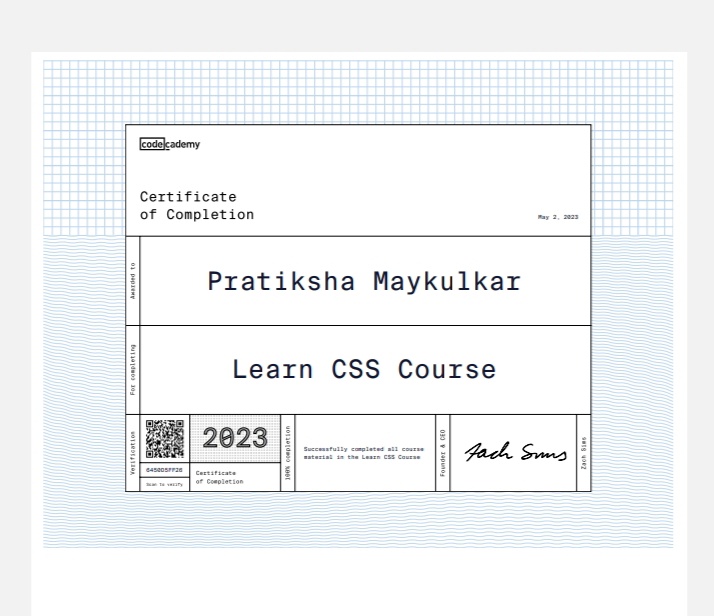 codecademy
Certificate
of Completion
May 2, 2023
Awarded to
Pratiksha Maykulkar
For completing
Learn CSS Course
Verification
6450D5FF26
Scan to verify
2023
Certificate
of Completion
100% completion
Successfully completed all course
material in the Learn CSS Course
Founder & CEO
Zach Sims
Zach Sims